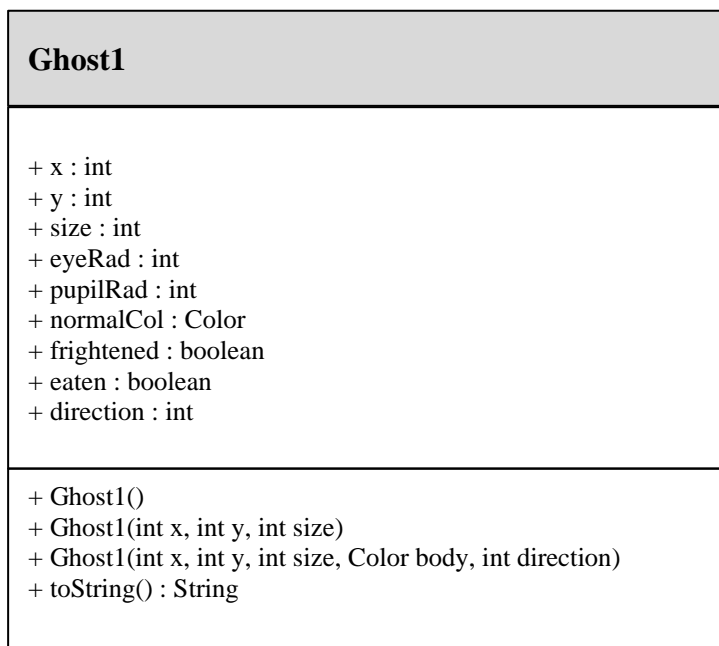 Ghost1
+ x : int
+ y : int
+ size : int
+ eyeRad : int
+ pupilRad : int
+ normalCol : Color
+ frightened : boolean
+ eaten : boolean
+ direction : int
+ Ghost1()
+ Ghost1(int x, int y, int size)
+ Ghost1(int x, int y, int size, Color body, int direction)
+ toString() : String